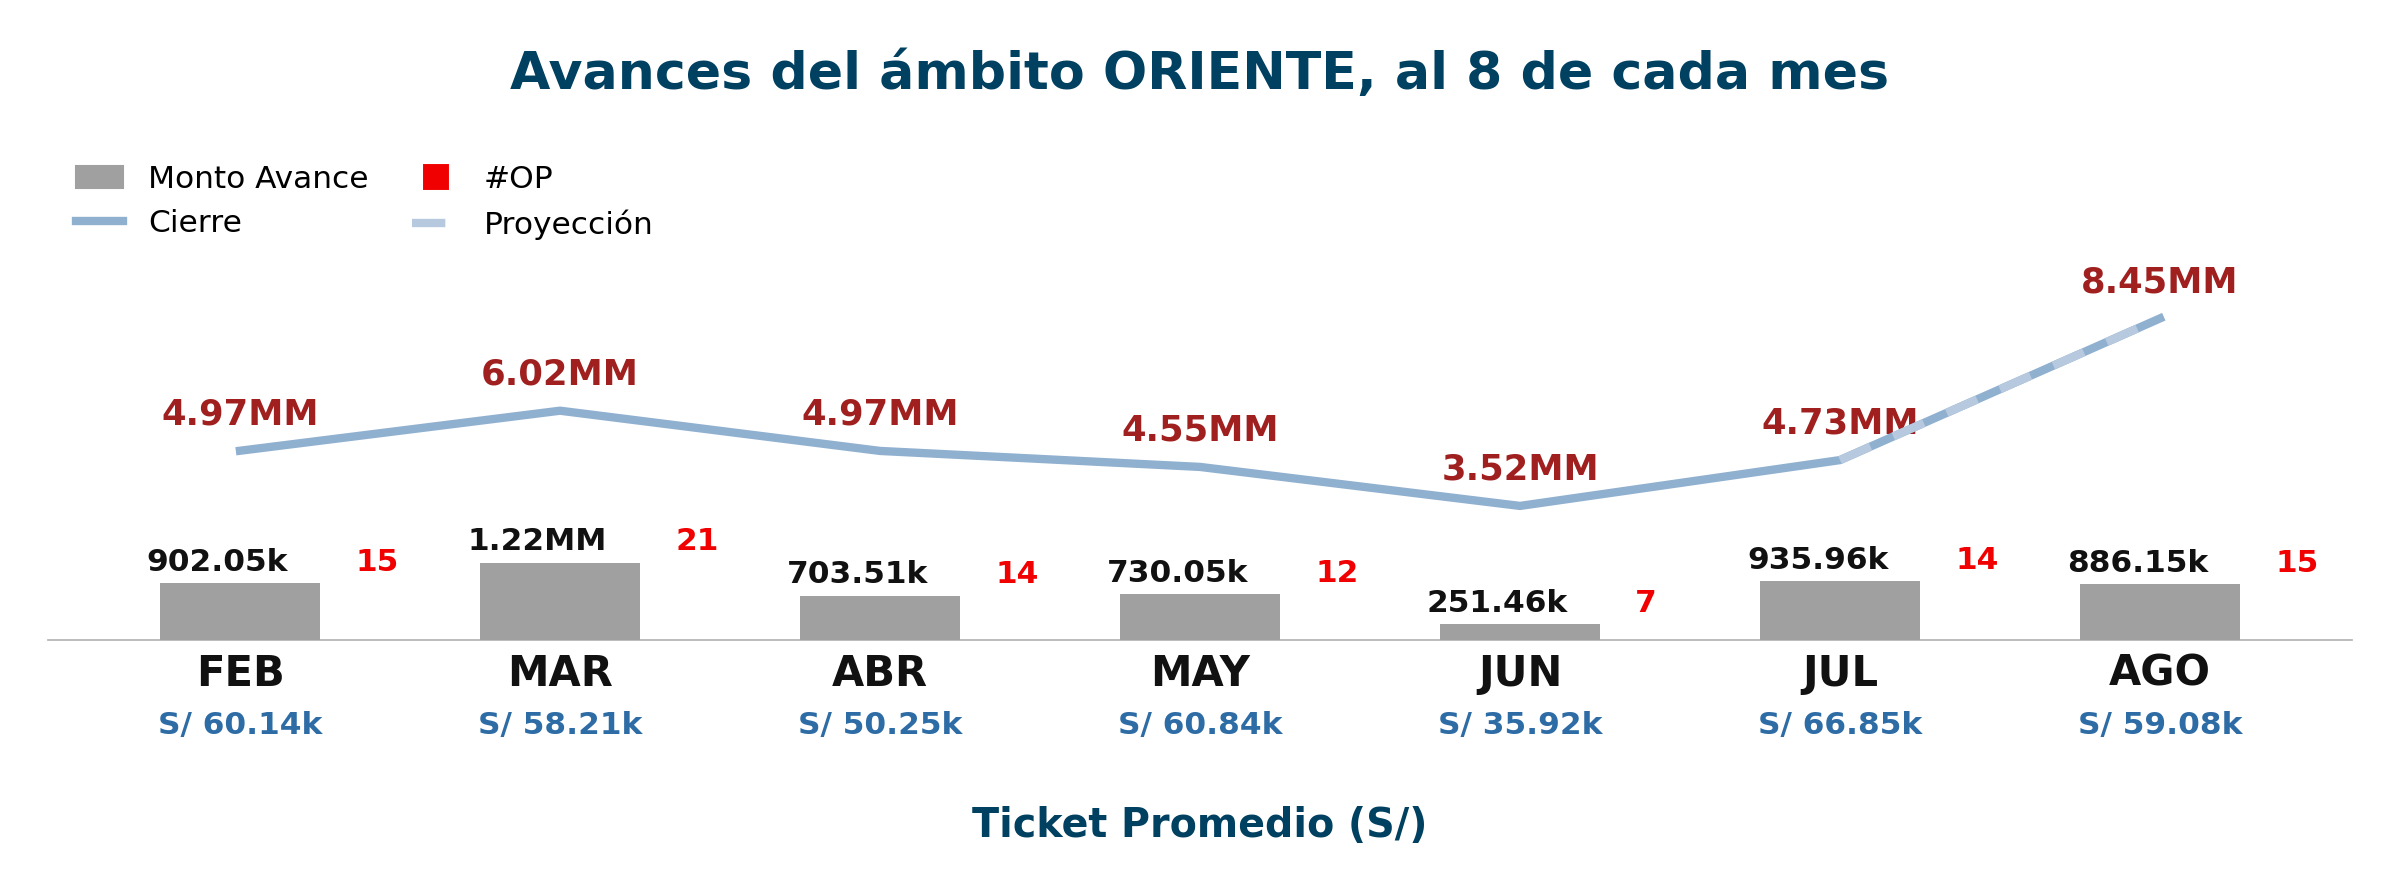 Avances del ámbito ORIENTE, al 8 de cada mes
Monto Avance #OP
Cierre Proyección
8.45MM
6.02MM
4.97MM 4.97MM 4.55MM 4.73MM
3.52MM
902.05k 15 1.22MM 21 703.51k 14 730.05k 12 251.46k 7 935.96k 14 886.15k 15
FEB MAR ABR MAY JUN JUL AGO
S/ 60.14k S/ 58.21k S/ 50.25k S/ 60.84k S/ 35.92k S/ 66.85k S/ 59.08k
Ticket Promedio (S/)